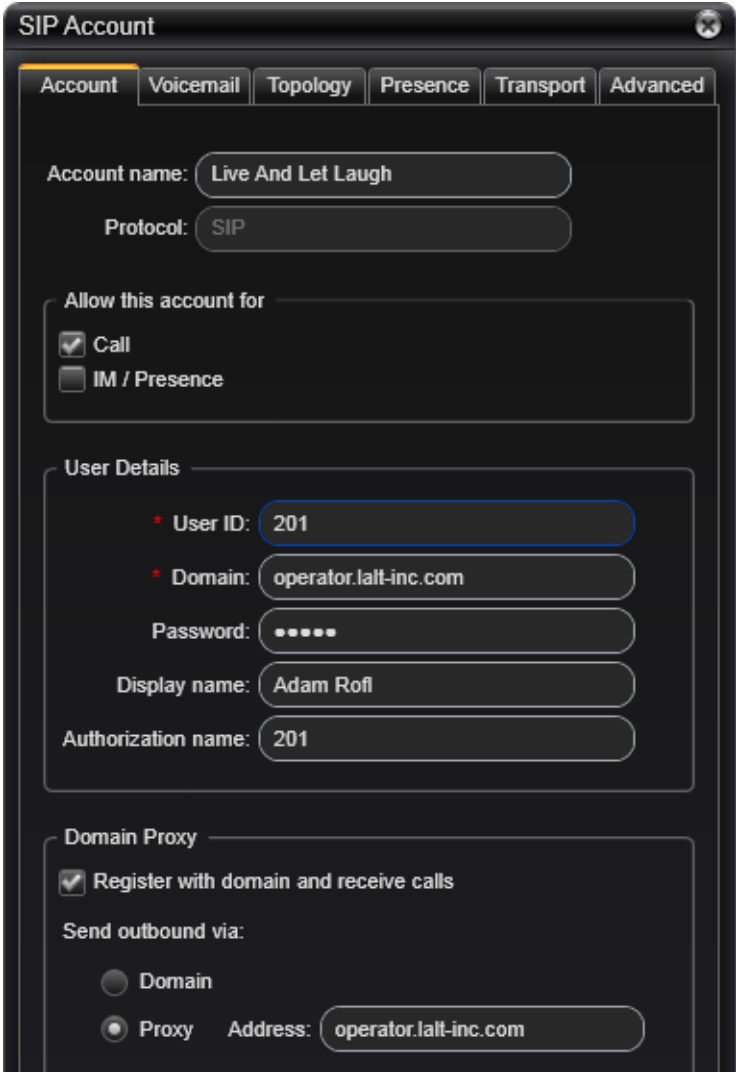 SIP Account
Account Voicemail Topology Presence Transport Advanced
Account name: Live And Let Laugh
Protocol: SIP
Allow this account for
Call
IM / Presence
User Details
* User ID: 201
* Domain: operator.lalt-inc.com
Password: •••••
Display name: Adam Rofl
Authorization name: 201
Domain Proxy
Register with domain and receive calls
Send outbound via:
Domain
Proxy Address: operator.lalt-inc.com